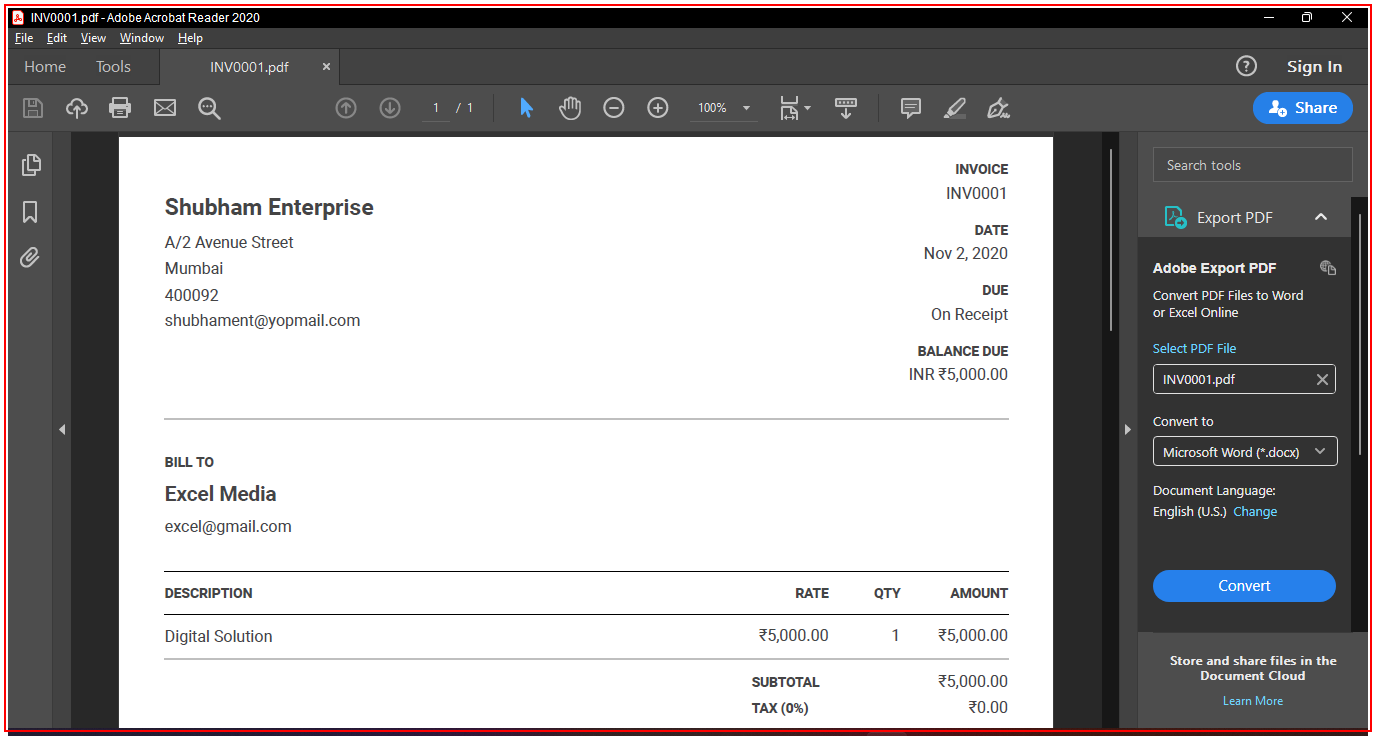 INV0001.pdf - Adobe Acrobat Reader 2020
File Edit View Window Help
Home Tools INV0001.pdf × ? Sign In
1 / 1 100% Share
Search tools
Export PDF
Adobe Export PDF
Convert PDF Files to Word
or Excel Online
Select PDF File
INV0001.pdf
Convert to
Microsoft Word (*.docx)
Document Language:
English (U.S.) Change
Convert
Store and share files in the
Document Cloud
Learn More
Shubham Enterprise
A/2 Avenue Street
Mumbai
400092
shubhament@yopmail.com
INVOICE
INV0001
DATE
Nov 2, 2020
DUE
On Receipt
BALANCE DUE
INR ₹5,000.00
BILL TO
Excel Media
excel@gmail.com
DESCRIPTION RATE QTY AMOUNT
Digital Solution ₹5,000.00 1 ₹5,000.00
SUBTOTAL ₹5,000.00
TAX (0%) ₹0.00